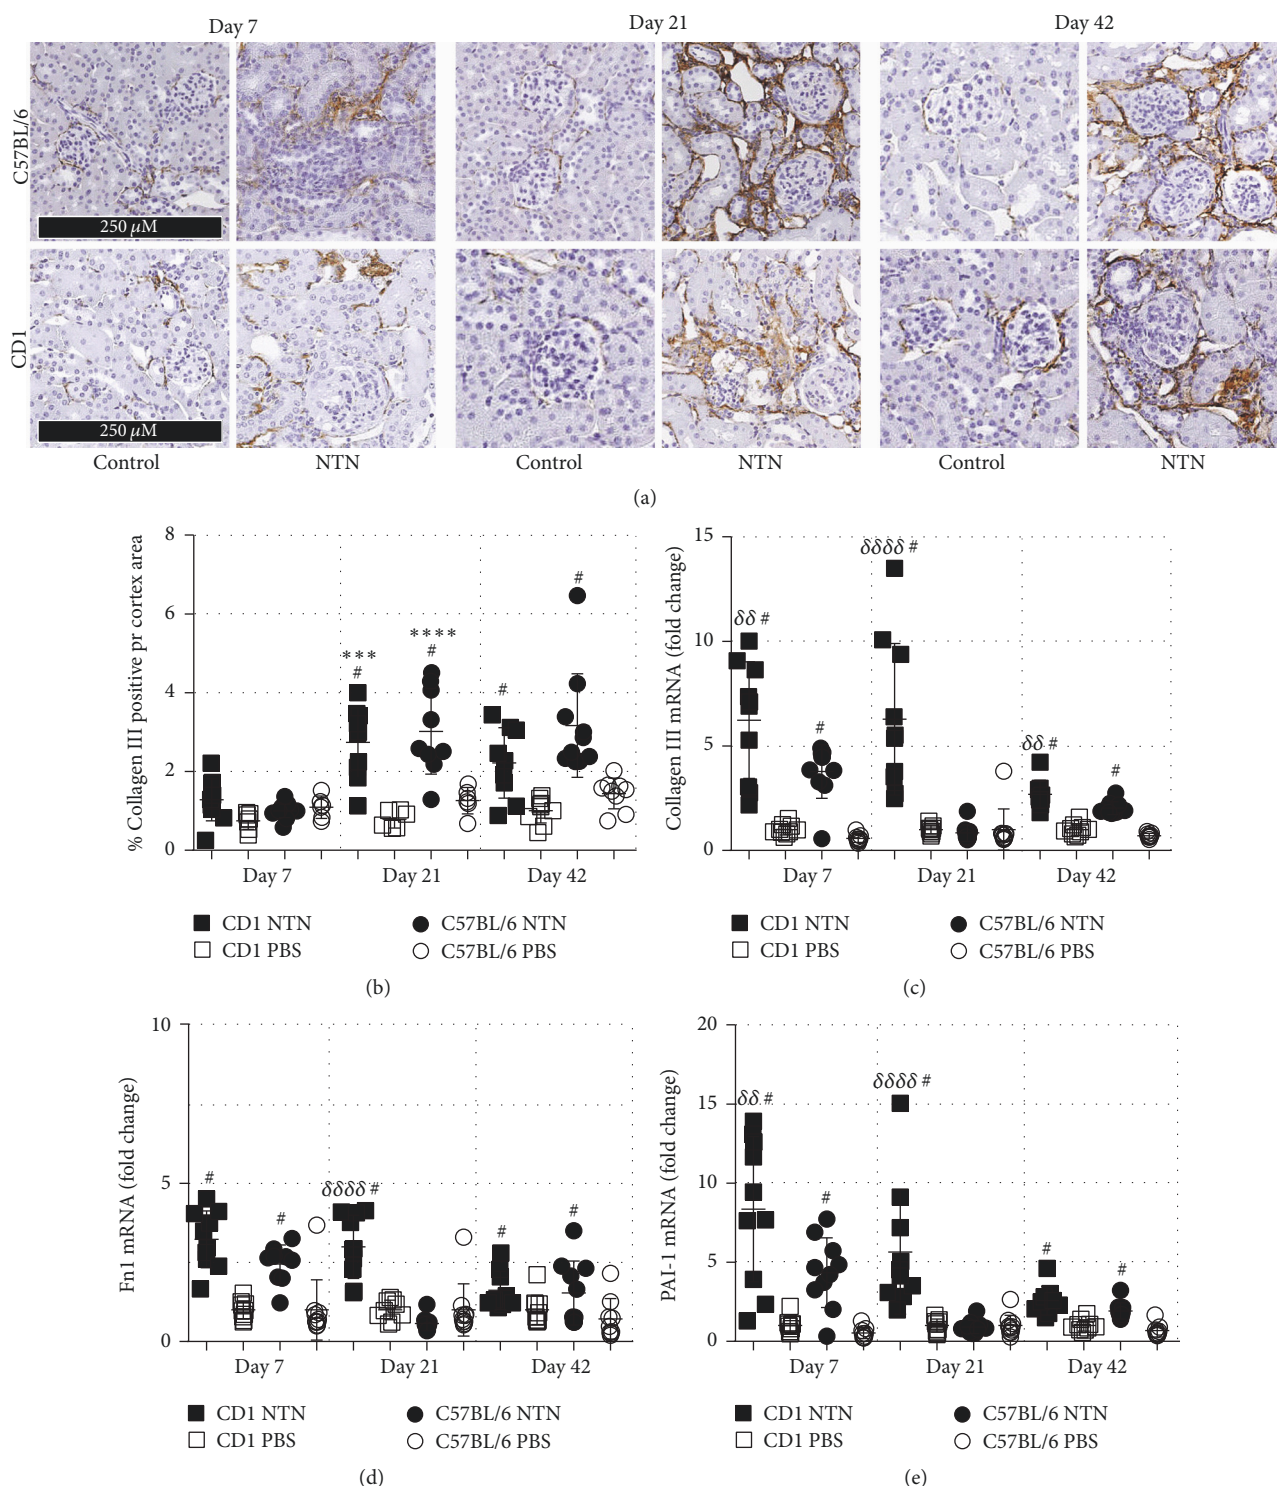 Day 7 Day 21 Day 42
C57BL/6
250 μM
CD1
250 μM
Control NTN Control NTN Control NTN
(a)
% Collagen III positive pr cortex area
8
6
4
2
0
***
#
****
#
#
#
Day 7 Day 21 Day 42
CD1 NTN C57BL/6 NTN
CD1 PBS C57BL/6 PBS
(b)
Collagen III mRNA (fold change)
15
10
5
0
δδ #
#
δδδδ #
δδ #
#
Day 7 Day 21 Day 42
CD1 NTN C57BL/6 NTN
CD1 PBS C57BL/6 PBS
(c)
Fn1 mRNA (fold change)
10
5
0
#
#
δδδδ #
#
#
Day 7 Day 21 Day 42
CD1 NTN C57BL/6 NTN
CD1 PBS C57BL/6 PBS
(d)
PAI-1 mRNA (fold change)
20
15
10
5
0
δδ #
#
δδδδ #
#
#
Day 7 Day 21 Day 42
CD1 NTN C57BL/6 NTN
CD1 PBS C57BL/6 PBS
(e)